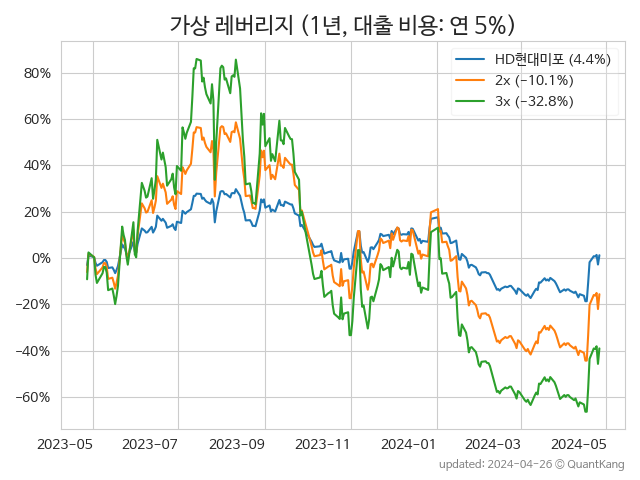 가상 레버리지 (1년, 대출 비용: 연 5%)
HD현대미포 (4.4%)
2x (−10.1%)
3x (−32.8%)
80%
60%
40%
20%
0%
−20%
−40%
−60%
2023-05 2023-07 2023-09 2023-11 2024-01 2024-03 2024-05
updated: 2024-04-26 © QuantKang